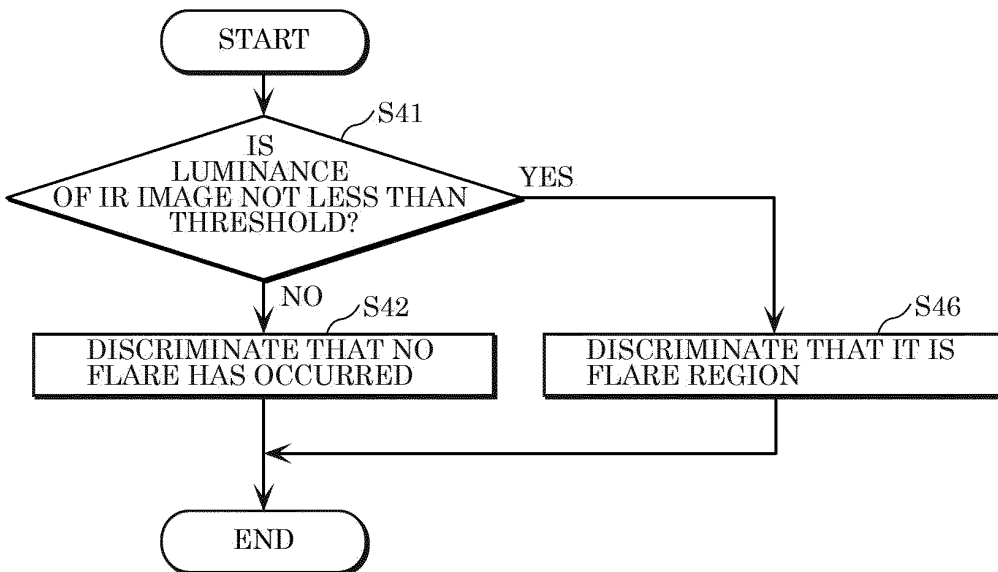 START
S41
IS
LUMINANCE
OF IR IMAGE NOT LESS THAN
THRESHOLD?
YES
NO
S42
DISCRIMINATE THAT NO
FLARE HAS OCCURRED
S46
DISCRIMINATE THAT IT IS
FLARE REGION
END